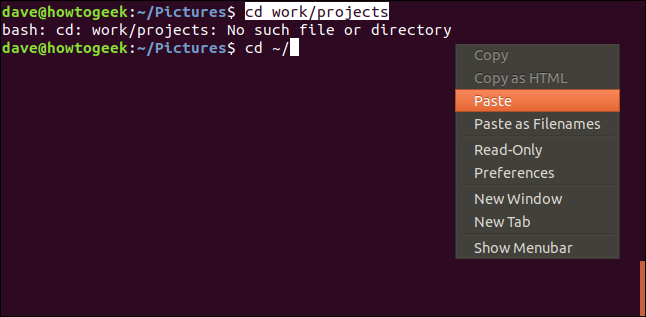 dave@howtogeek:~/Pictures$ cd work/projects
bash: cd: work/projects: No such file or directory
dave@howtogeek:~/Pictures$ cd ~/
Copy
Copy as HTML
Paste
Paste as Filenames
Read-Only
Preferences
New Window
New Tab
Show Menubar